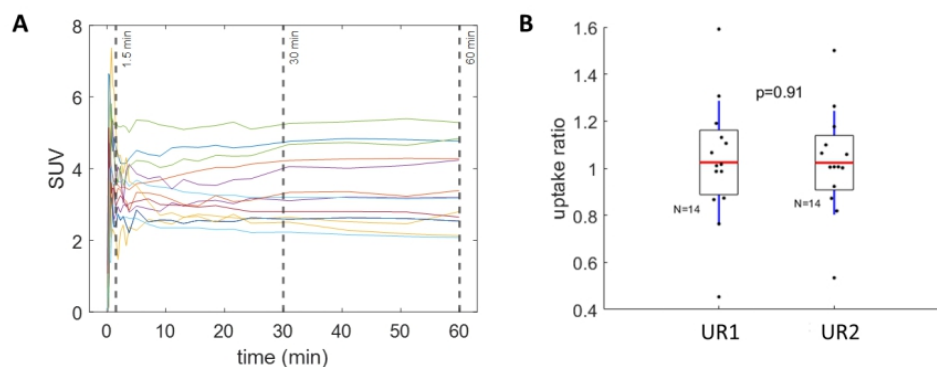 A
SUV
8
6
4
2
0
1.5 min
30 min
60 min
0 10 20 30 40 50 60
time (min)
B
uptake ratio
1.6
1.4
1.2
1
0.8
0.6
0.4
p=0.91
N=14
N=14
UR1 UR2